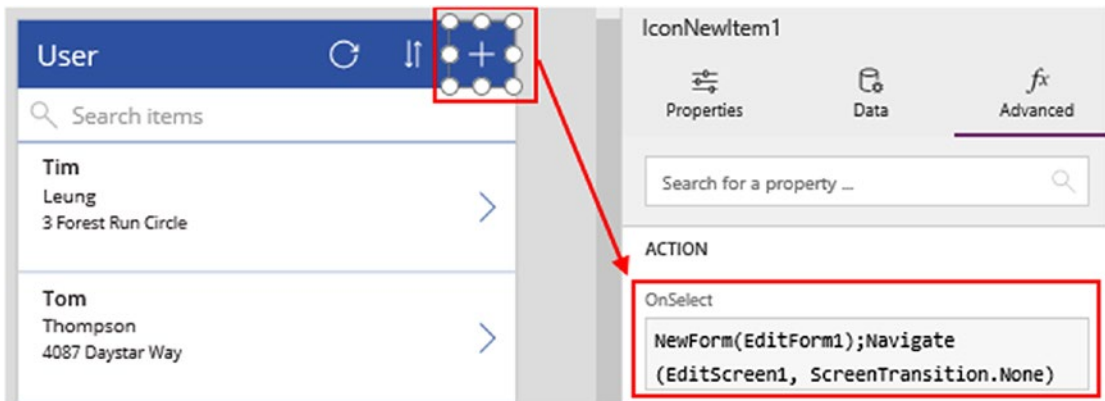 User
Search items
Tim
Leung
3 Forest Run Circle
Tom
Thompson
4087 Daystar Way
IconNewItem1
Properties
Data
fx
Advanced
Search for a property ...
ACTION
OnSelect
NewForm(EditForm1);Navigate
(EditScreen1, ScreenTransition.None)